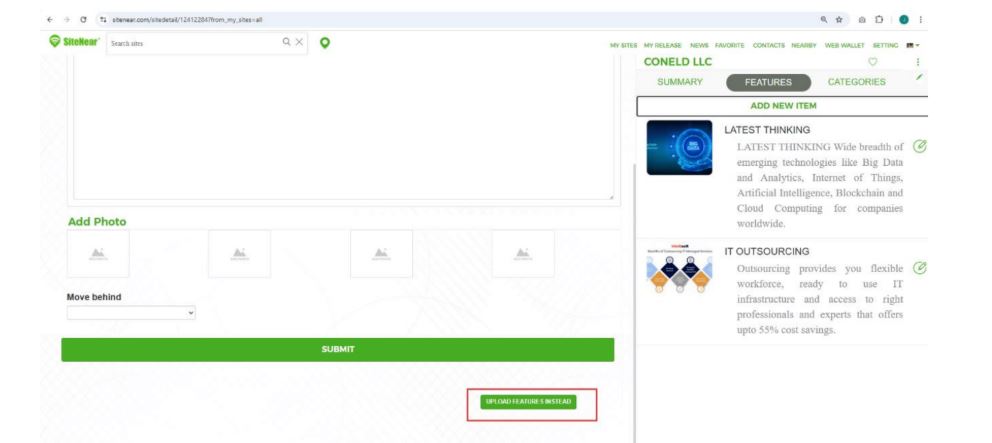 sitenear.com/sitedetail/12412284?from_my_sites=all
SiteNear
Search sites
MY SITES MY RELEASE NEWS FAVORITE CONTACTS NEARBY WEB WALLET SETTING
CONELD LLC
SUMMARY FEATURES CATEGORIES
ADD NEW ITEM
LATEST THINKING
LATEST THINKING Wide breadth of
emerging technologies like Big Data
and Analytics, Internet of Things,
Artificial Intelligence, Blockchain and
Cloud Computing for companies
worldwide.
BIG
DATA
IT OUTSOURCING
Outsourcing provides you flexible
workforce, ready to use IT
infrastructure and access to right
professionals and experts that offers
upto 55% cost savings.
Add Photo
Move behind
SUBMIT
UPLOAD FEATURES INSTEAD